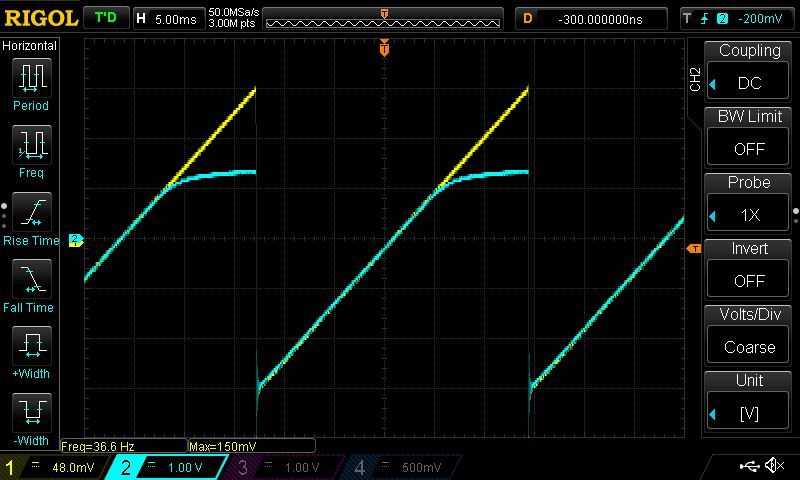 RIGOL T'D H 5.00ms 50.0MSa/s D -300.000000ns T 2 -200mV
3.00M pts
T
Horizontal
Period
Freq
Rise Time
Fall Time
+Width
-Width
T
2
1
T
CH2
Coupling
DC
BW Limit
OFF
Probe
1X
Invert
OFF
Volts/Div
Coarse
Unit
[V]
Freq=36.6 Hz Max=150mV
1 48.0mV 2 1.00 V 3 1.00 V 4 500mV